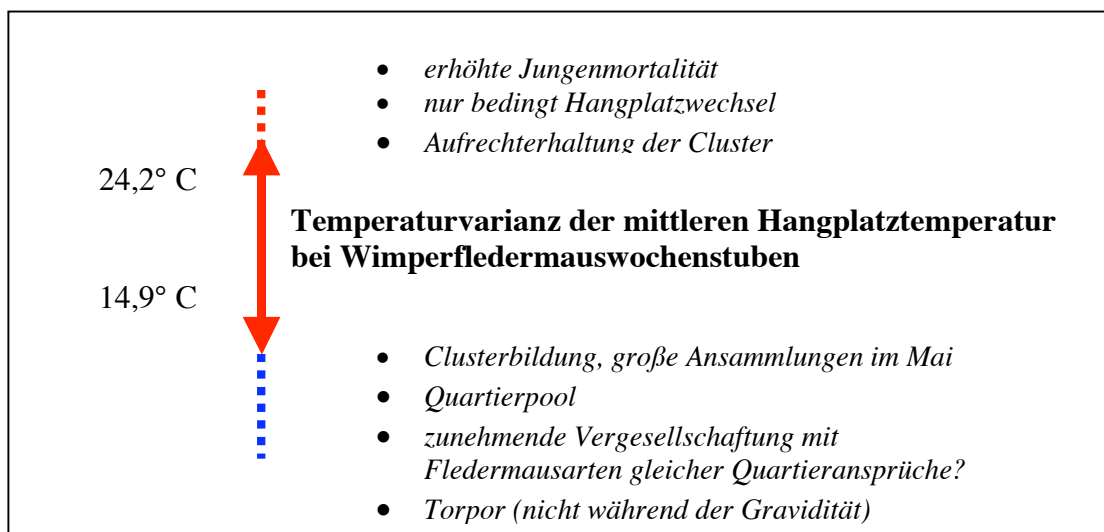 • erhöhte Jungenmortalität
• nur bedingt Hangplatzwechsel
• Aufrechterhaltung der Cluster
24,2° C
Temperaturvarianz der mittleren Hangplatztemperatur
bei Wimperfledermauswochenstuben
14,9° C
• Clusterbildung, große Ansammlungen im Mai
• Quartierpool
• zunehmende Vergesellschaftung mit
Fledermausarten gleicher Quartieransprüche?
• Torpor (nicht während der Gravidität)